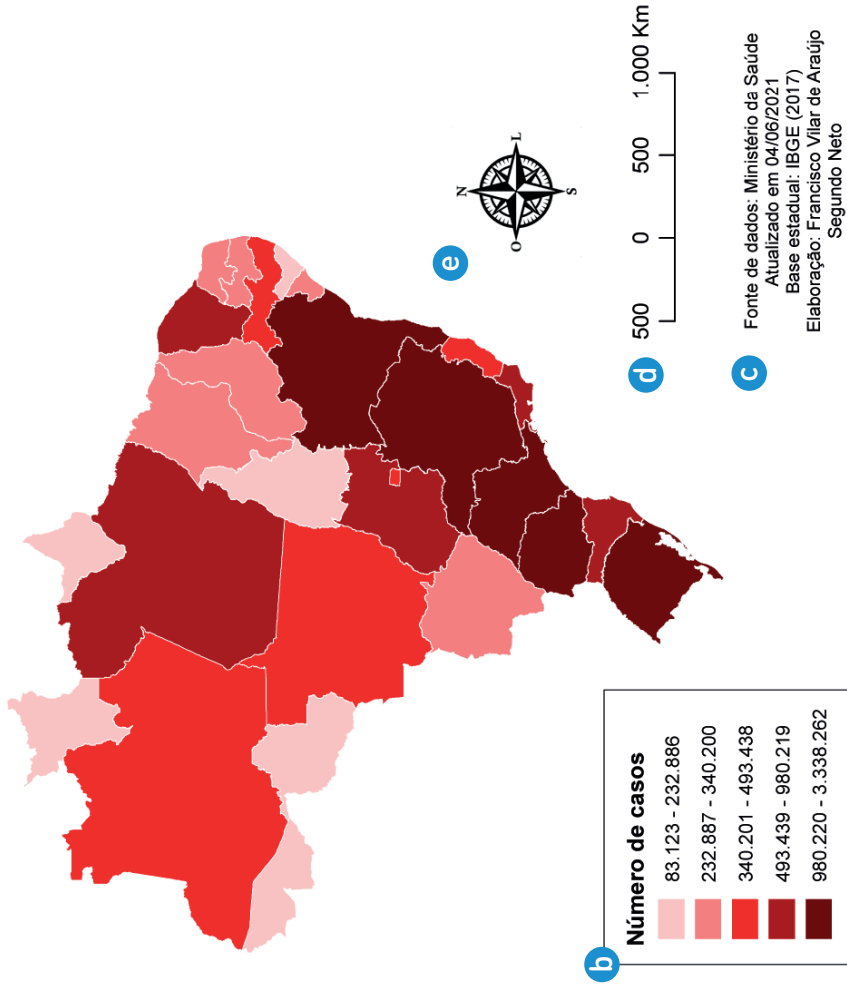 N
O
L
S
e
d
500 0 500 1.000 Km
c
Fonte de dados: Ministério da Saúde
Atualizado em 04/06/2021
Base estadual: IBGE (2017)
Elaboração: Francisco Vilar de Araújo
Segundo Neto
b
Número de casos
83.123 - 232.886
232.887 - 340.200
340.201 - 493.438
493.439 - 980.219
980.220 - 3.338.262